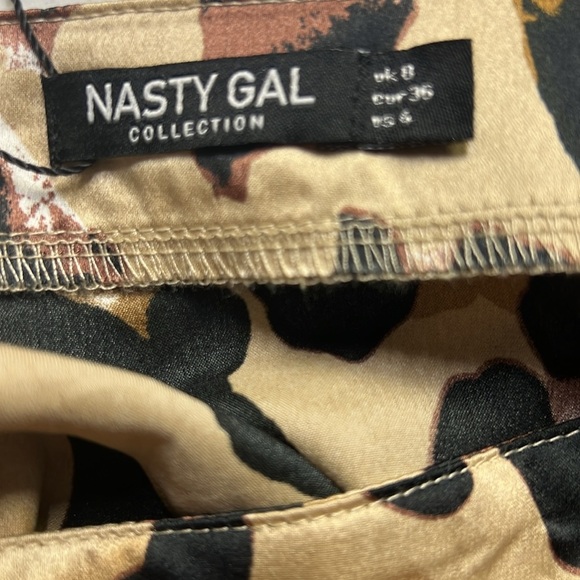 NASTY GAL
COLLECTION
uk 8
eur 36
us 4